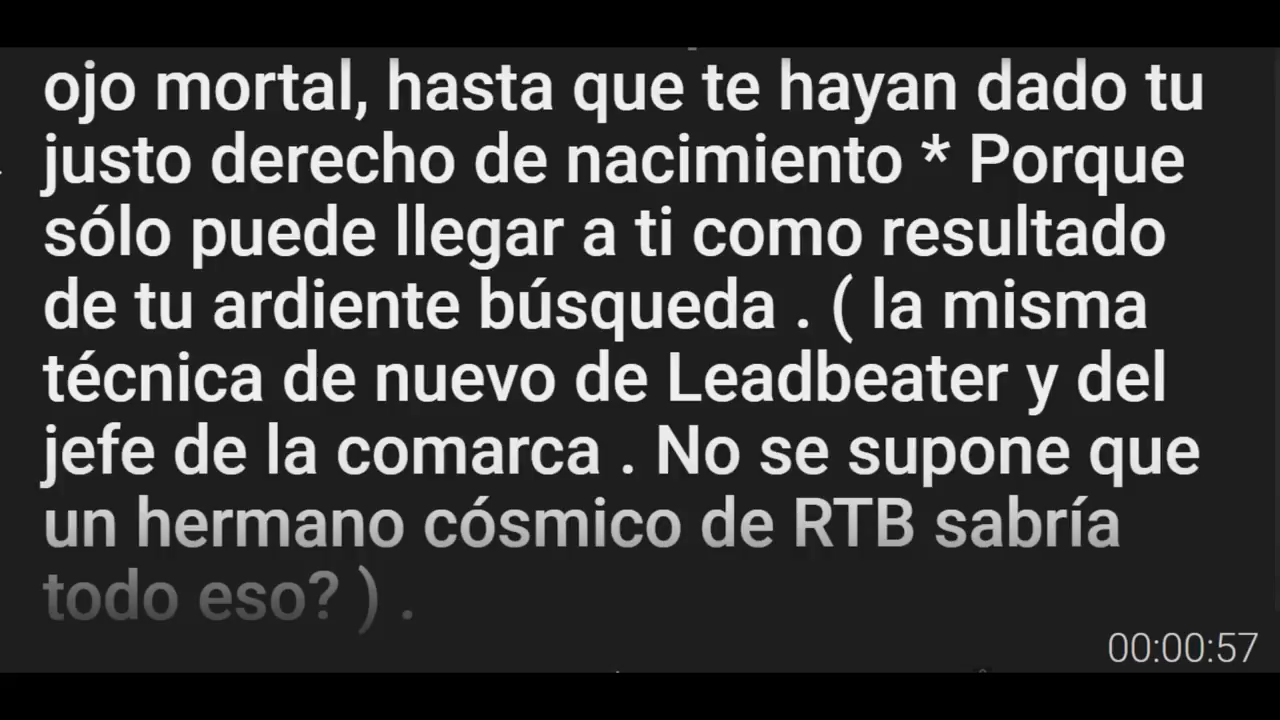 ojo mortal, hasta que te hayan dado tu
justo derecho de nacimiento * Porque
sólo puede llegar a ti como resultado
de tu ardiente búsqueda . ( la misma
técnica de nuevo de Leadbeater y del
jefe de la comarca . No se supone que
un hermano cósmico de RTB sabría
todo eso? ) .
00:00:57